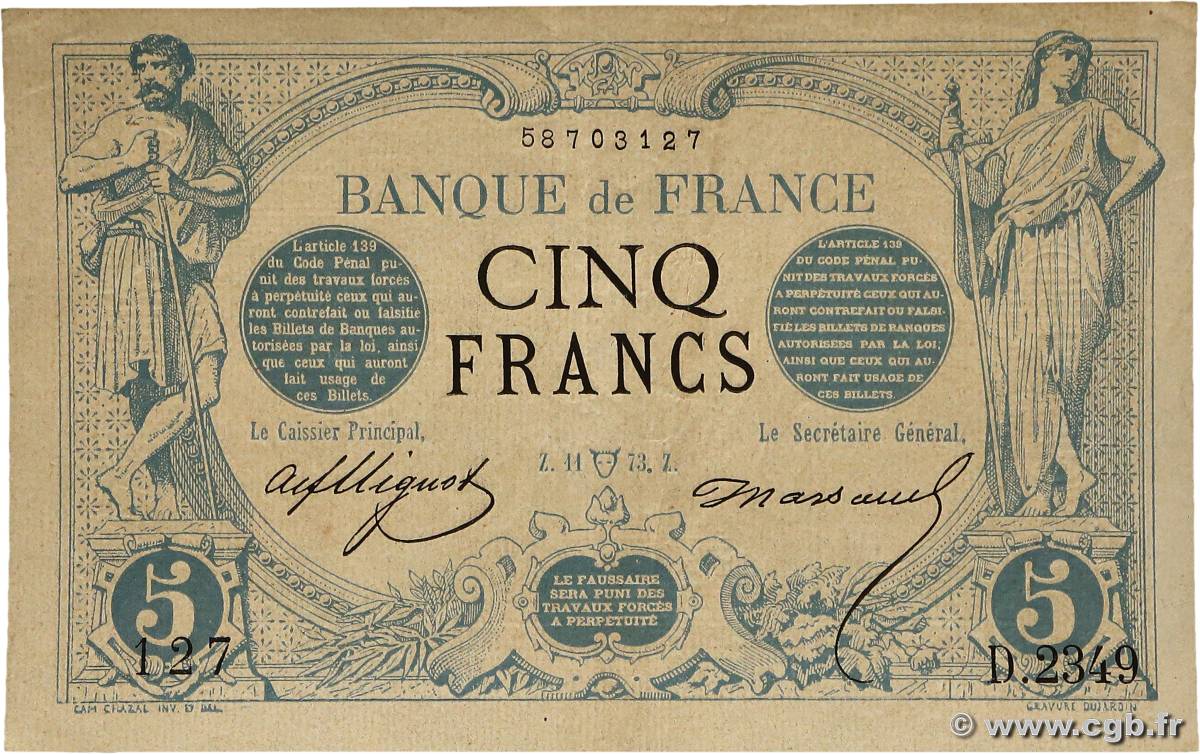 58703127
BANQUE de FRANCE
CINQ
FRANCS
L'article 139
du Code Pénal pu-
nit des travaux forcés
à perpétuité ceux qui au-
ront contrefait ou falsifié
les Billets de Banques au-
torisées par la loi, ainsi
que ceux qui auront
fait usage de
ces Billets.
L'ARTICLE 139
DU CODE PÉNAL PU-
NIT DES TRAVAUX FORCÉS
A PERPÉTUITÉ CEUX QUI AU-
RONT CONTREFAIT OU FALSI-
FIÉ LES BILLETS DE BANQUES
AUTORISÉES PAR LA LOI,
AINSI QUE CEUX QUI AU-
RONT FAIT USAGE DE
CES BILLETS.
Le Caissier Principal,
Le Secrétaire Général,
Z. 11 73. Z.
Mignot
Marsaud
5
LE FAUSSAIRE
SERA PUNI DES
TRAVAUX FORCÉS
A PERPÉTUITÉ
5
127
D.2349
CAM CHAZAL INV. ET DEL.
GRAVURE DUJARDIN
© www.cgb.fr